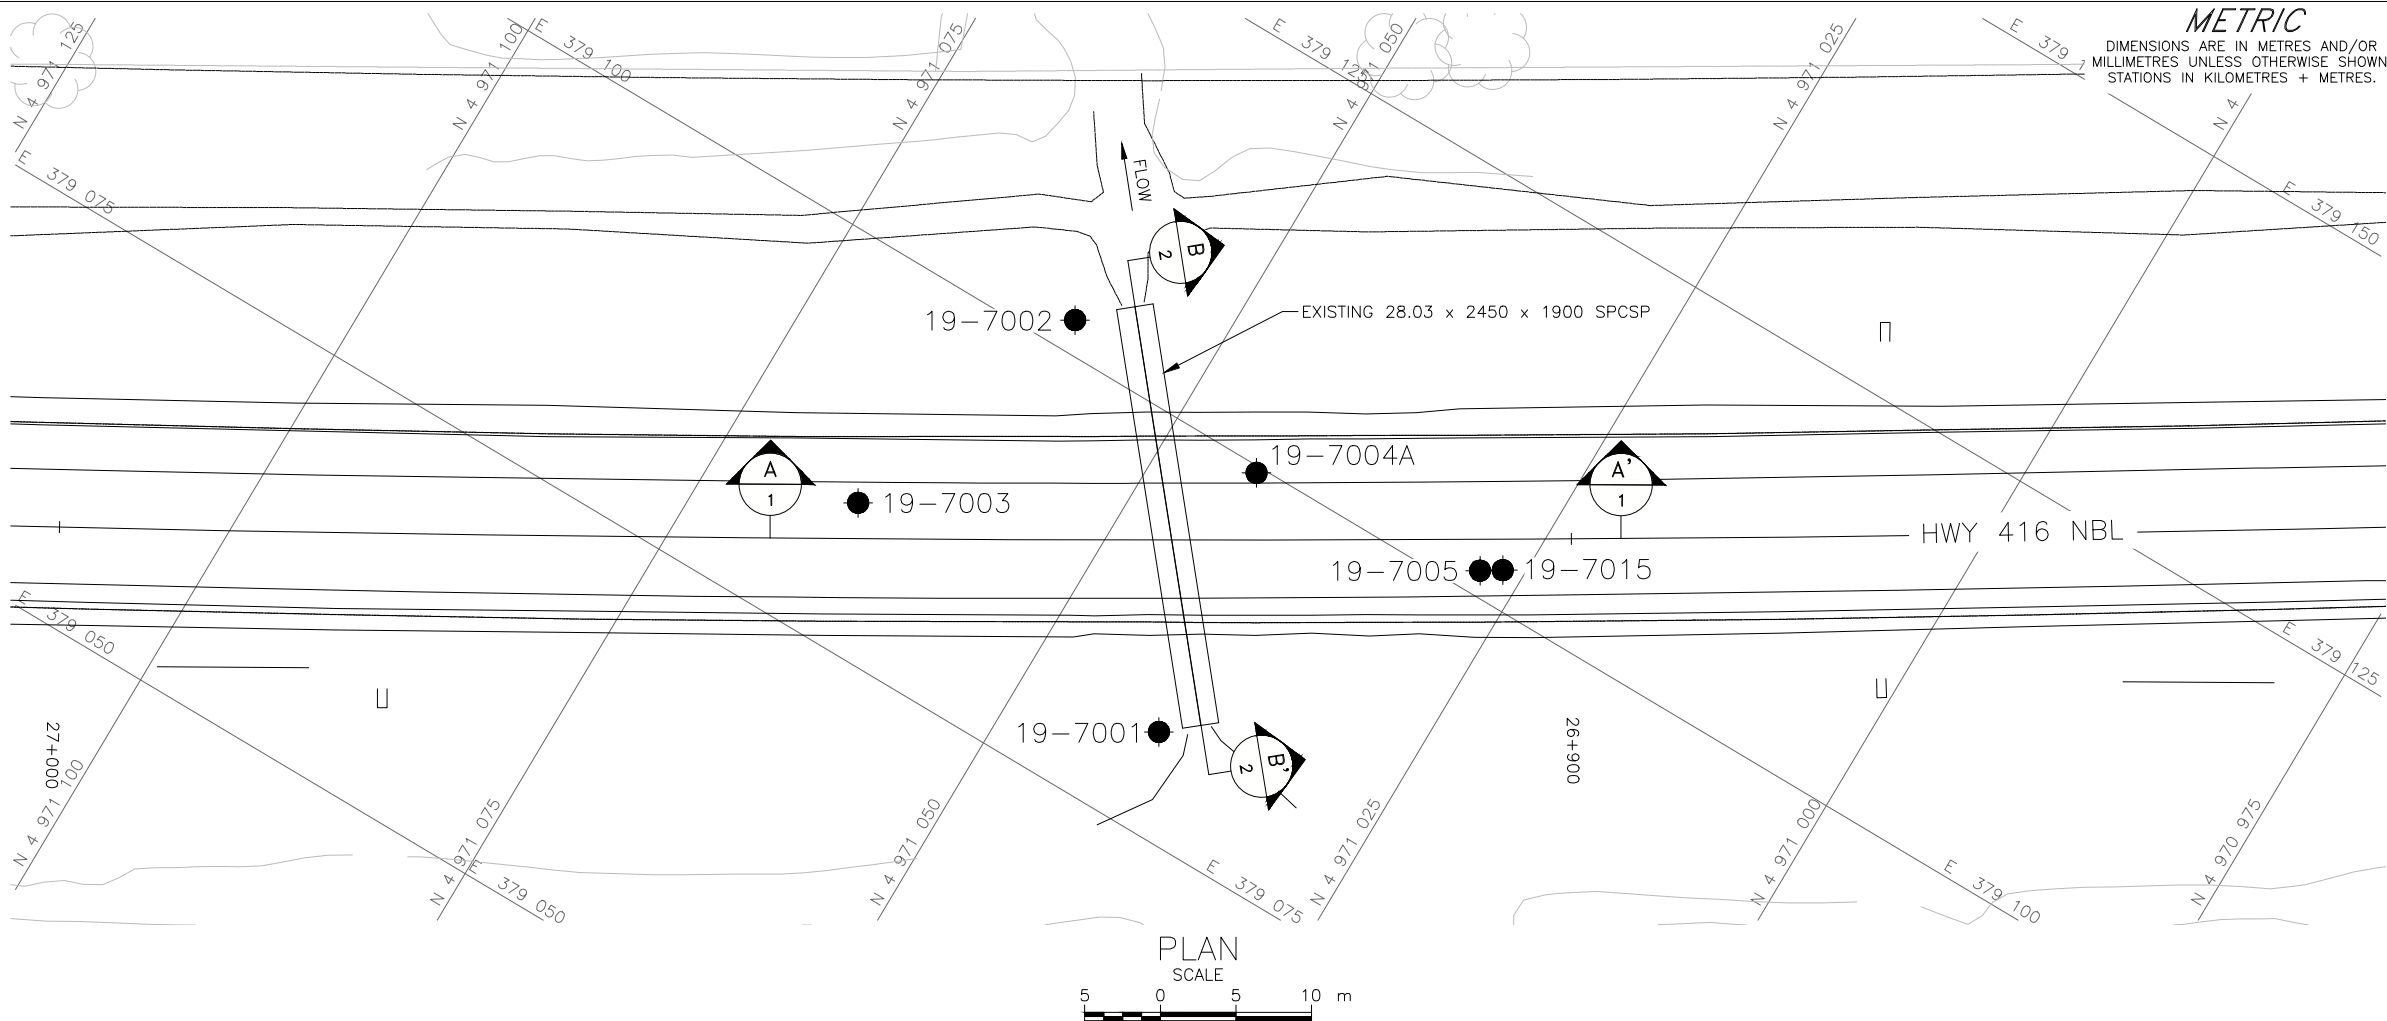 METRIC
DIMENSIONS ARE IN METRES AND/OR
MILLIMETRES UNLESS OTHERWISE SHOWN
STATIONS IN KILOMETRES + METRES.
N 4 971 125
N 4 971 100
E 379 100
N 4 971 075
E 379 125
N 4 971 050
N 4 971 025
E 379
N 4
E 379 075
FLOW
E 379 150
B
2
19-7002
EXISTING 28.03 x 2450 x 1900 SPCSP
19-7004A
A
1
19-7003
A'
1
HWY 416 NBL
19-7005
19-7015
E 379 050
E 379 125
27+000
19-7001
B'
2
26+900
N 4 971 100
N 4 971 075
E 379 050
N 4 971 050
E 379 075
N 4 971 025
N 4 971 000
E 379 100
N 4 970 975
PLAN
SCALE
5 0 5 10 m